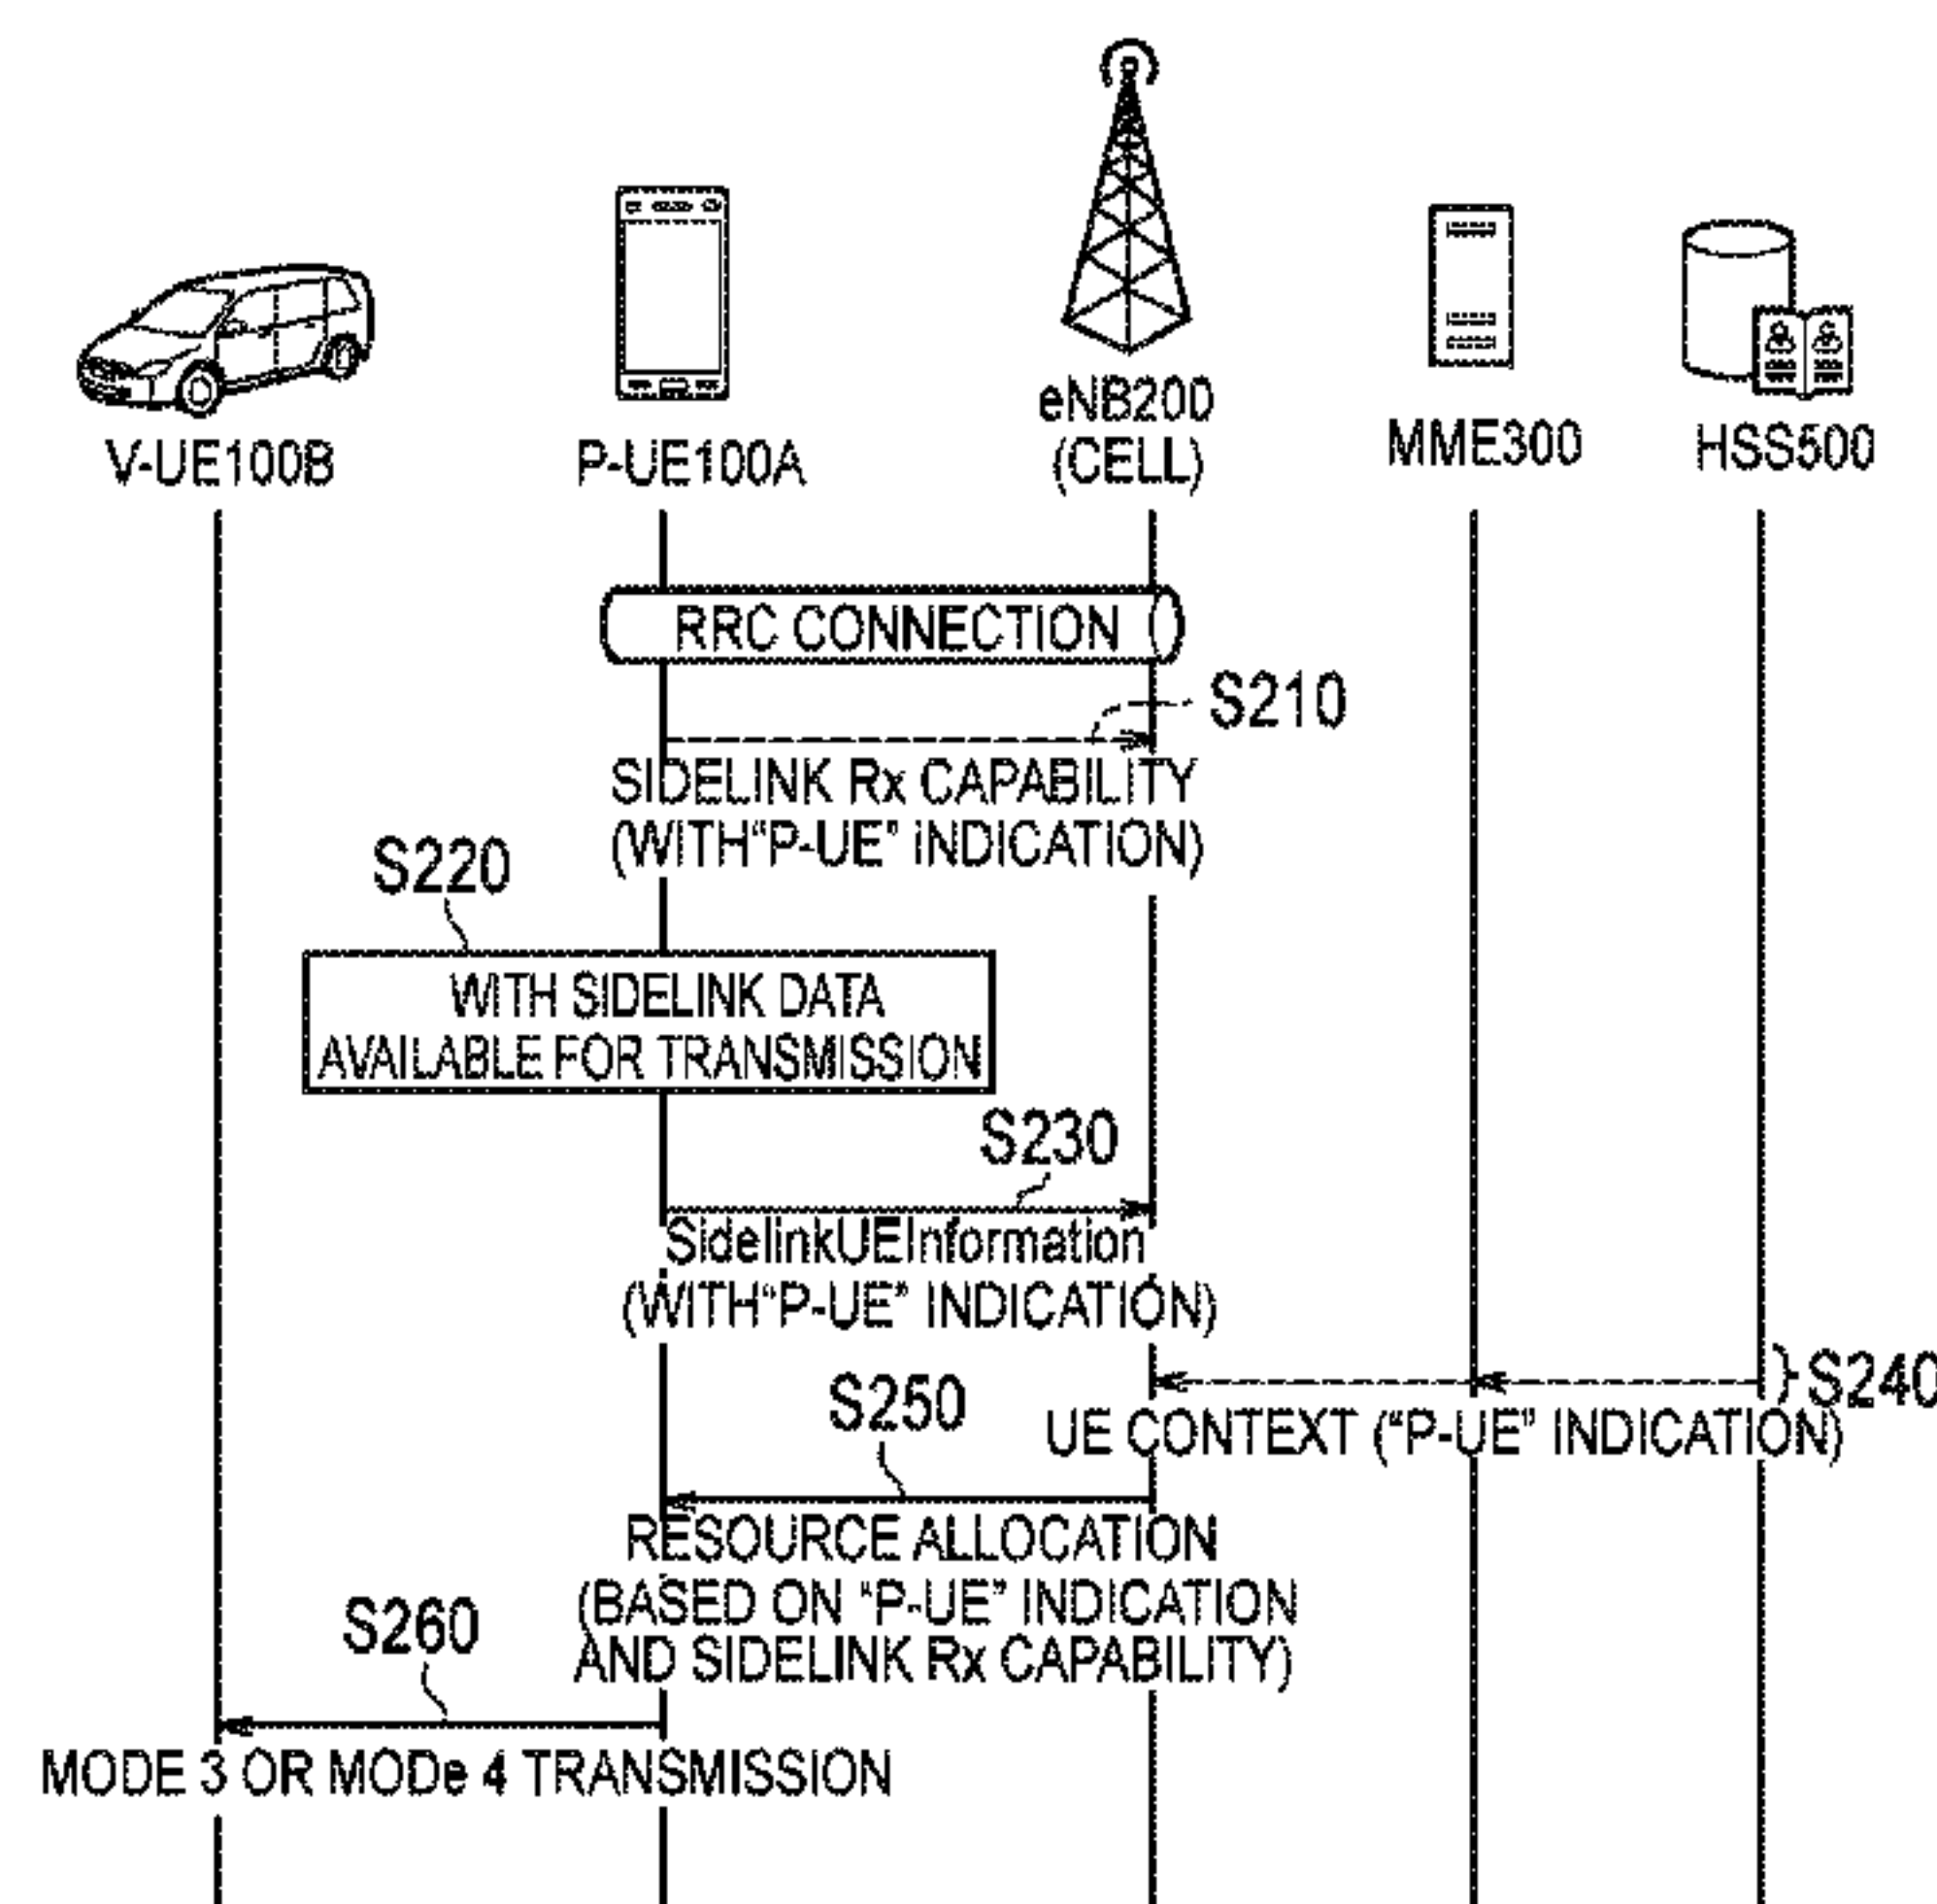 V-UE100B
P-UE100A
eNB200
(CELL)
MME300
HSS500
RRC CONNECTION
S210
SIDELINK Rx CAPABILITY
(WITH“P-UE” INDICATION)
S220
WITH SIDELINK DATA
AVAILABLE FOR TRANSMISSION
S230
SidelinkUEInformation
(WITH“P-UE” INDICATION)
S240
UE CONTEXT (“P-UE” INDICATION)
S250
RESOURCE ALLOCATION
(BASED ON “P-UE” INDICATION
AND SIDELINK Rx CAPABILITY)
S260
MODE 3 OR MODe 4 TRANSMISSION